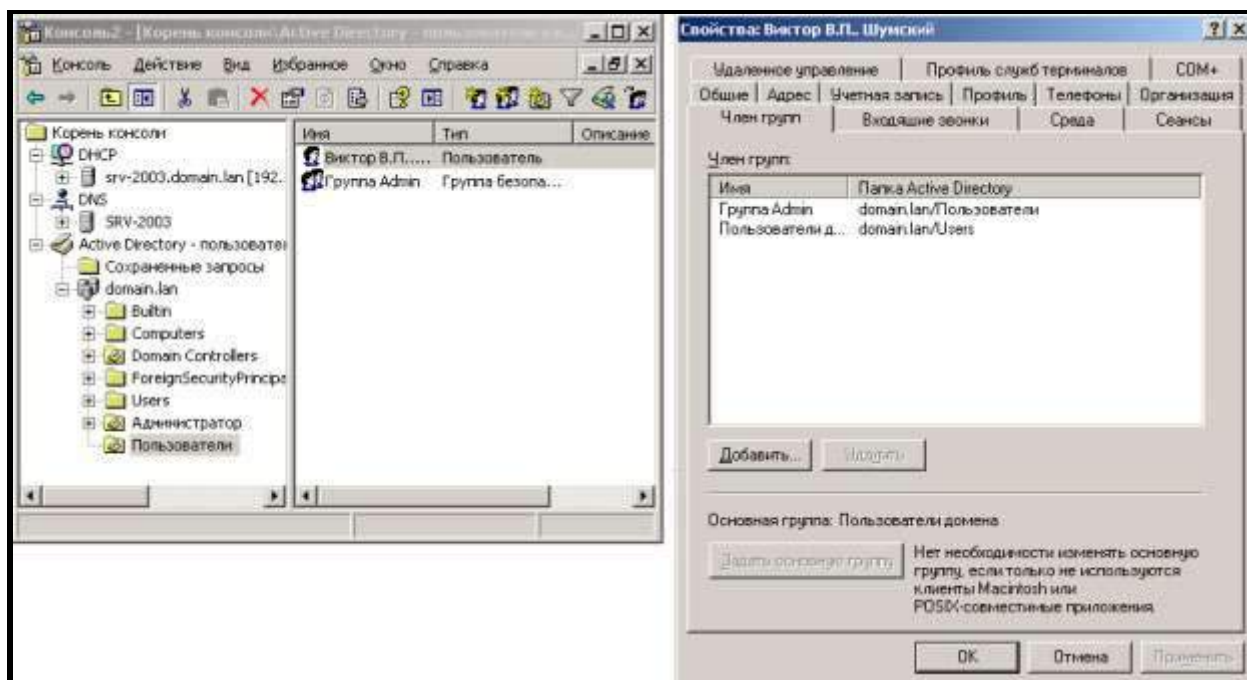 Консоль2 - [Корень консоли\Active Directory -
Консоль Действие Вид Избранное Окно Справка
Корень консоли
DHCP
srv-2003.domain.lan [192.
DNS
SRV-2003
Active Directory - пользовател
Сохраненные запросы
domain.lan
Builtin
Computers
Domain Controllers
ForeignSecurityPrincipa
Users
Администратор
Пользователи
Имя Тип Описание
Виктор В.П..... Пользователь
Группа Admin Группа безопа...
Свойства: Виктор В.П.. Шумский
Удаленное управление Профиль служб терминалов COM+
Общие Адрес Учетная запись Профиль Телефоны Организация
Член групп Входящие звонки Среда Сеансы
Член групп:
Имя Папка Active Directory
Группа Admin domain.lan/Пользователи
Пользователи д... domain.lan/Users
Добавить... Удалить
Основная группа: Пользователи домена
Задать основную группу
Нет необходимости изменять основную
группу, если только не используются
клиенты Macintosh или
POSIX-совместимые приложения.
OK Отмена Применить